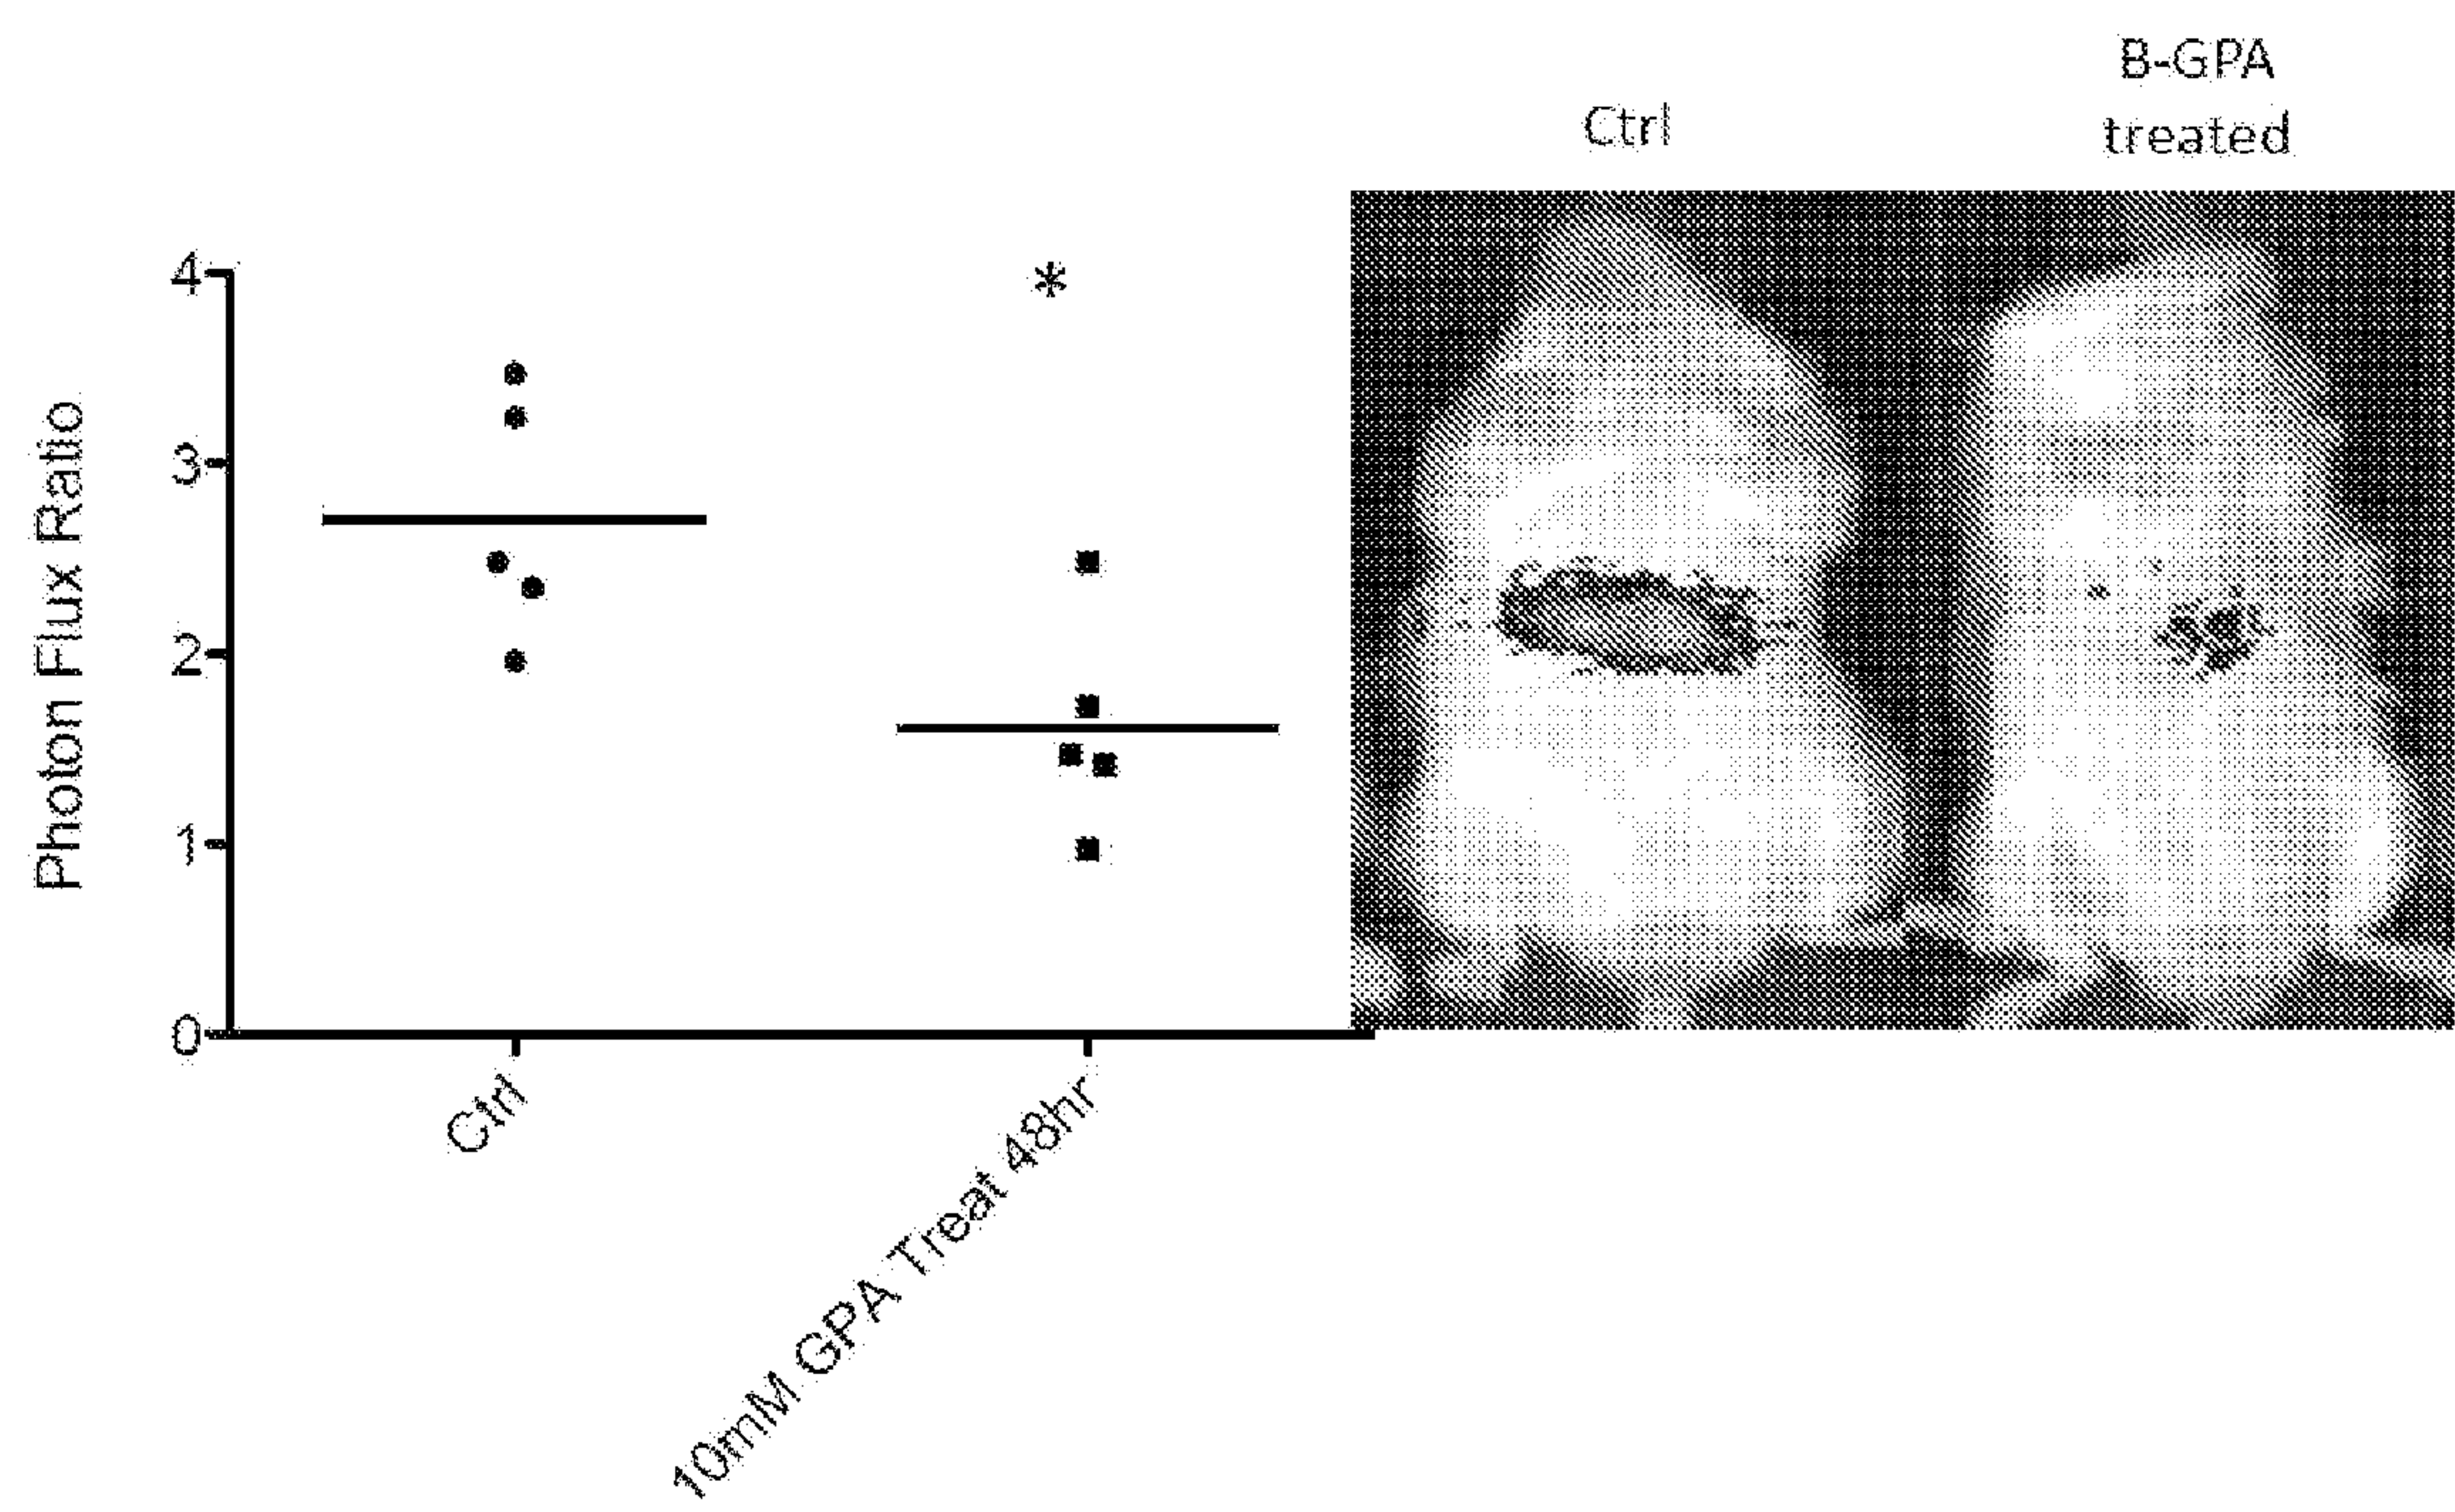 B-GPA
treated
Ctrl
*
4
3
2
1
0
Photon Flux Ratio
Ctrl
10mM GPA Treat 48hr